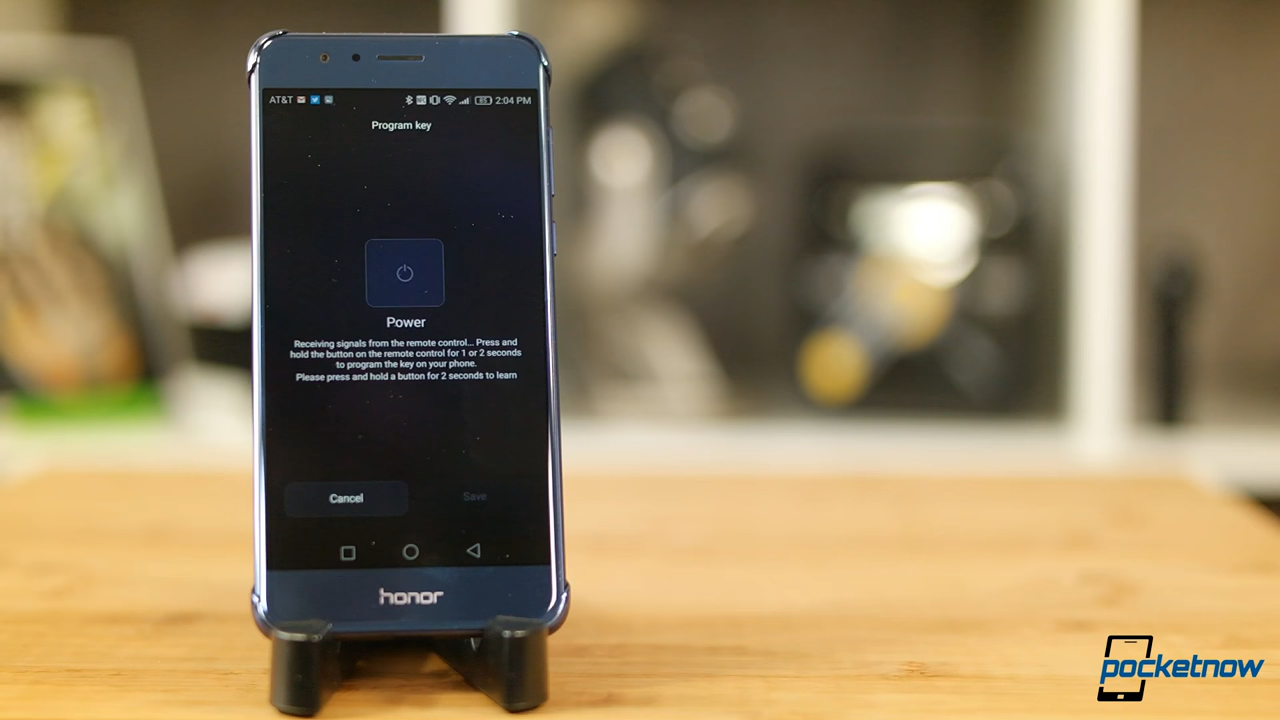 AT&T 85 2:04 PM
Program key
Power
Receiving signals from the remote control... Press and
hold the button on the remote control for 1 or 2 seconds
to program the key on your phone.
Please press and hold a button for 2 seconds to learn
Cancel Save
honor
pocketnow